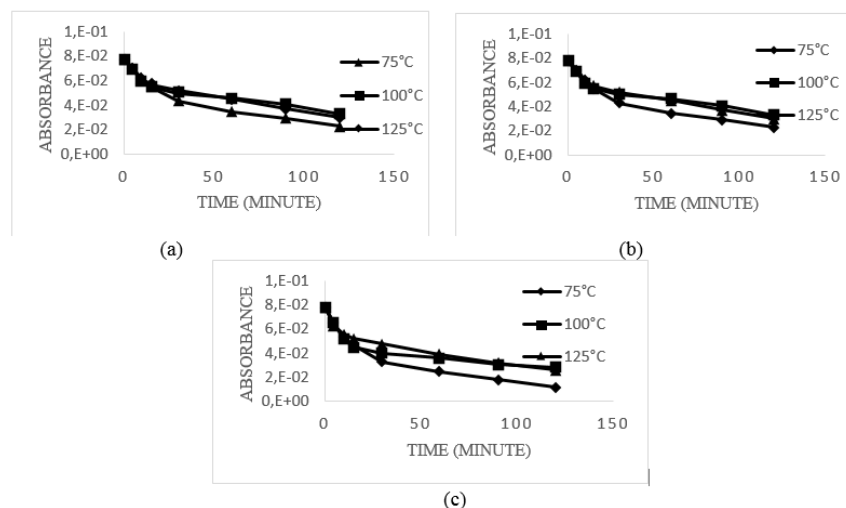 1,E-01
8,E-02
6,E-02
4,E-02
2,E-02
0,E+00
ABSORBANCE
0 50 100 150
TIME (MINUTE)
75°C
100°C
125°C
(a)
1,E-01
8,E-02
6,E-02
4,E-02
2,E-02
0,E+00
ABSORBANCE
0 50 100 150
TIME (MINUTE)
75°C
100°C
125°C
(b)
1,E-01
8,E-02
6,E-02
4,E-02
2,E-02
0,E+00
ABSORBANCE
0 50 100 150
TIME (MINUTE)
75°C
100°C
125°C
(c)